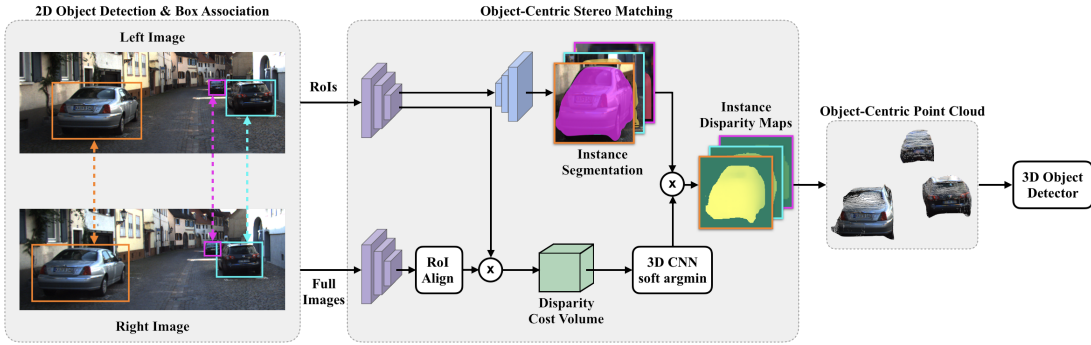 2D Object Detection & Box Association
Left Image
Right Image
Object-Centric Stereo Matching
RoIs
Full
Images
Instance
Segmentation
RoI
Align
x
Disparity
Cost Volume
3D CNN
soft argmin
x
Instance
Disparity Maps
Object-Centric Point Cloud
3D Object
Detector